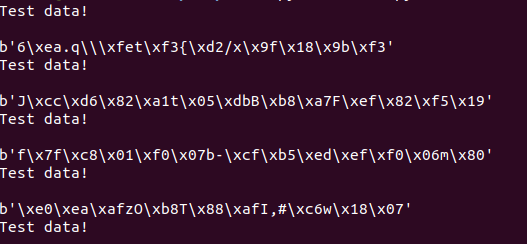 Test data!
b'6\xea.q\\\xfet\xf3{\xd2/x\x9f\x18\x9b\xf3'
Test data!
b'J\xcc\xd6\x82\xa1t\x05\xdbB\xb8\xa7F\xef\x82\xf5\x19'
Test data!
b'f\x7f\xc8\x01\xf0\x07b-\xcf\xb5\xed\xef\xf0\x06m\x80'
Test data!
b'\xe0\xea\xafzO\xb8T\x88\xafI,#\xc6w\x18\x07'
Test data!